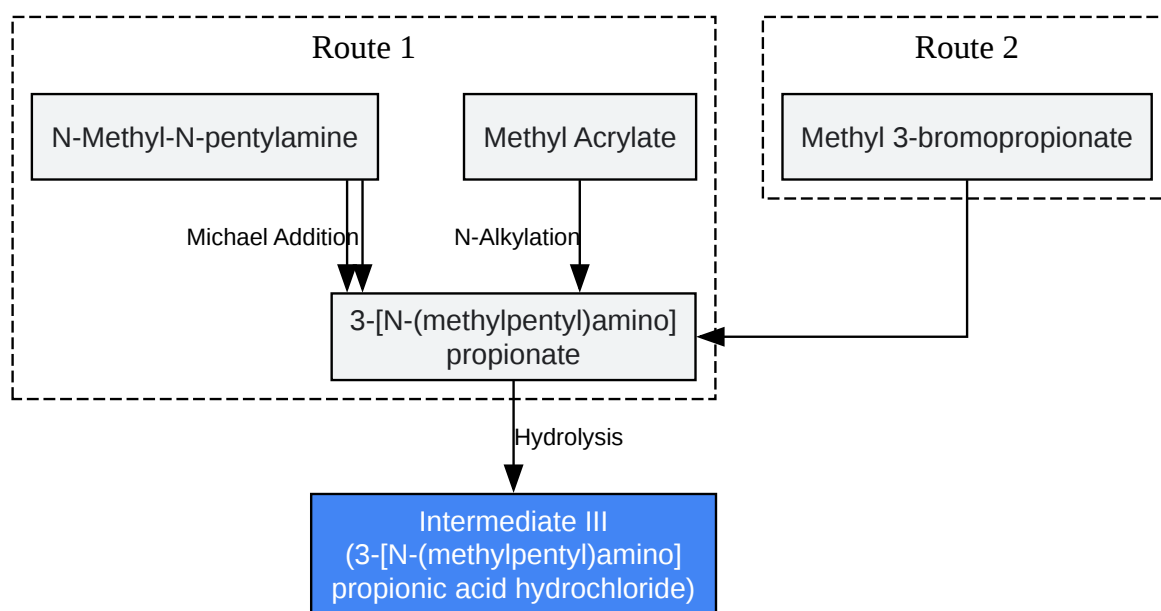 Route 1
Route 2
N-Methyl-N-pentylamine
Methyl Acrylate
Methyl 3-bromopropionate
Michael Addition
N-Alkylation
3-[N-(methylpentyl)amino]
propionate
Hydrolysis
Intermediate III
(3-[N-(methylpentyl)amino]
propionic acid hydrochloride)